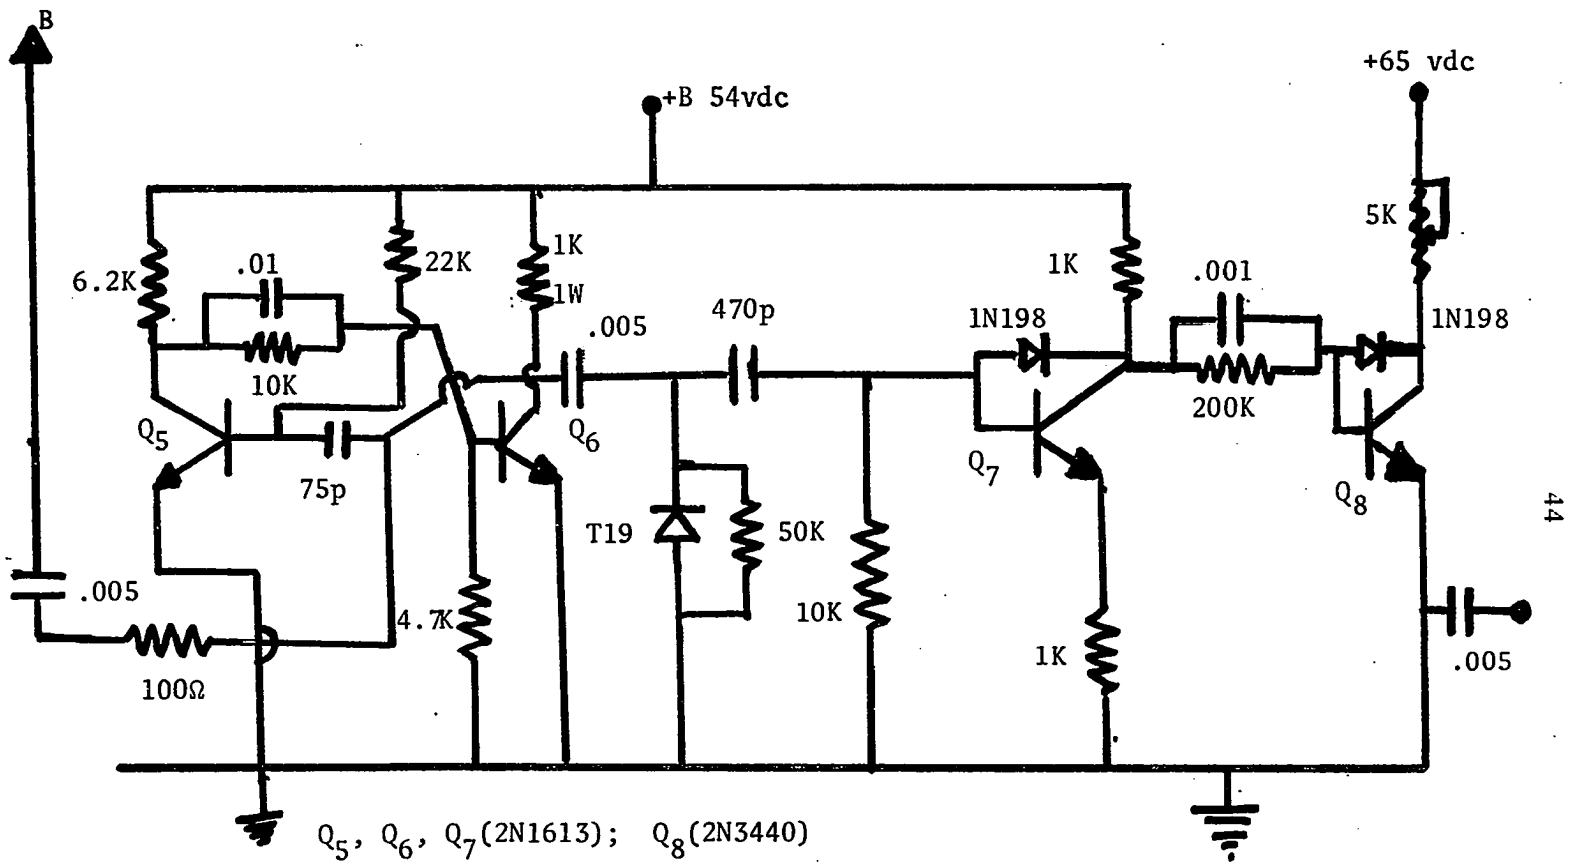 B
+65 vdc
+B 54vdc
5K
1K
22K
.01
6.2K
1K
.001
1W
470p
1N198
1N198
.005
10K
200K
Q5
Q6
Q7
75p
Q8
44
T19
50K
.005
10K
4.7K
1K
.005
100Ω
Q5, Q6, Q7(2N1613); Q8(2N3440)